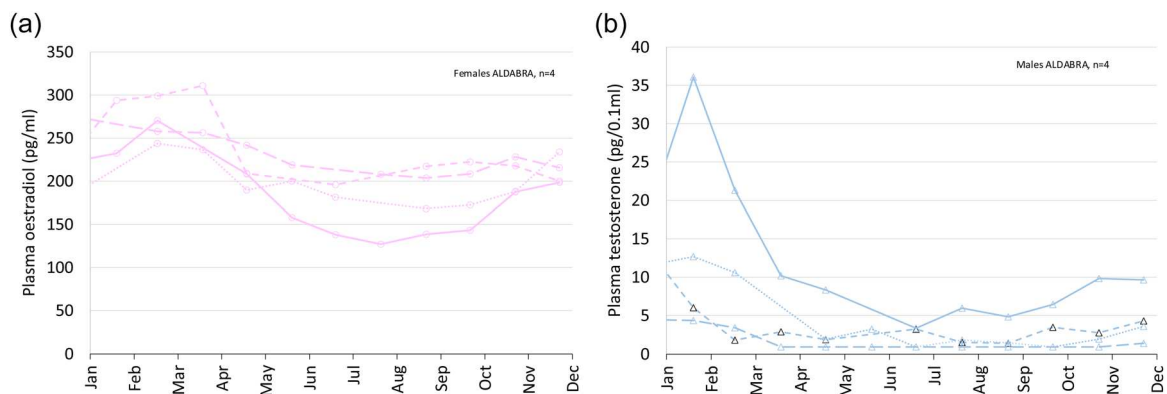 (a)
350
300
250
200
150
100
50
0
Plasma oestradiol (pg/ml)
Females ALDABRA, n=4
Jan Feb Mar Apr May Jun Jul Aug Sep Oct Nov Dec
(b)
40
35
30
25
20
15
10
5
0
Plasma testosterone (pg/0.1ml)
Males ALDABRA, n=4
Jan Feb Mar Apr May Jun Jul Aug Sep Oct Nov Dec